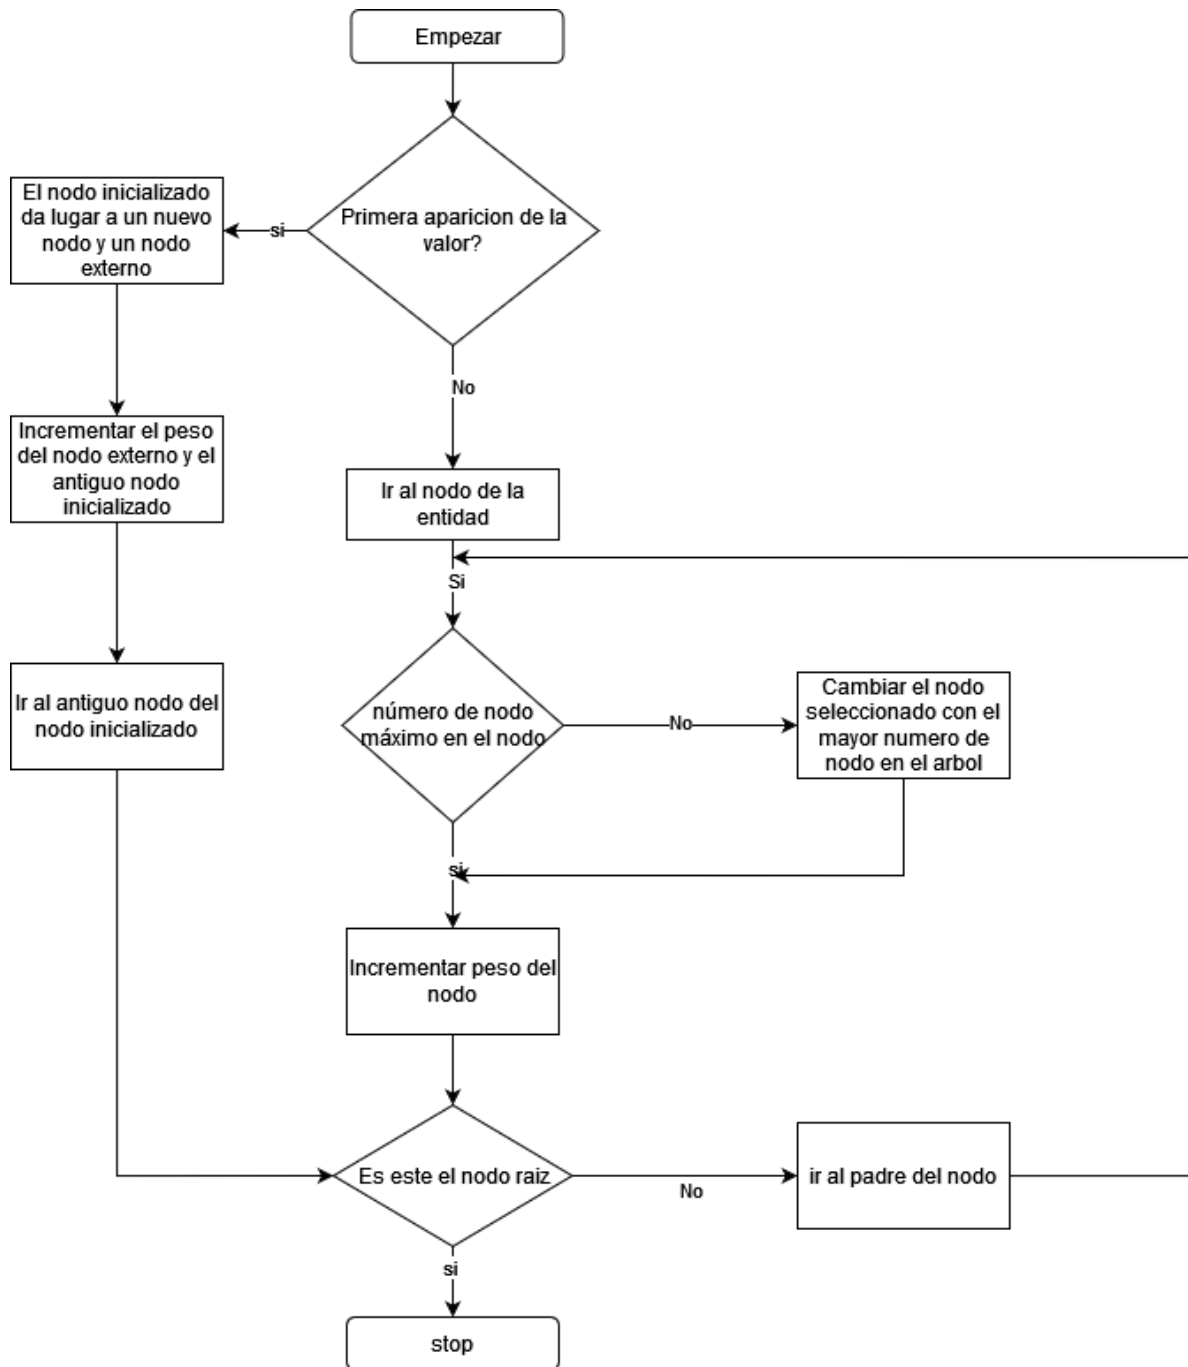 Empezar
Primera aparicion de la
valor?
si
El nodo inicializado
da lugar a un nuevo
nodo y un nodo
externo
No
Incrementar el peso
del nodo externo y el
antiguo nodo
inicializado
Ir al nodo de la
entidad
Si
Ir al antiguo nodo del
nodo inicializado
número de nodo
máximo en el nodo
No
Cambiar el nodo
seleccionado con el
mayor numero de
nodo en el arbol
si
Incrementar peso del
nodo
Es este el nodo raiz
No
ir al padre del nodo
si
stop